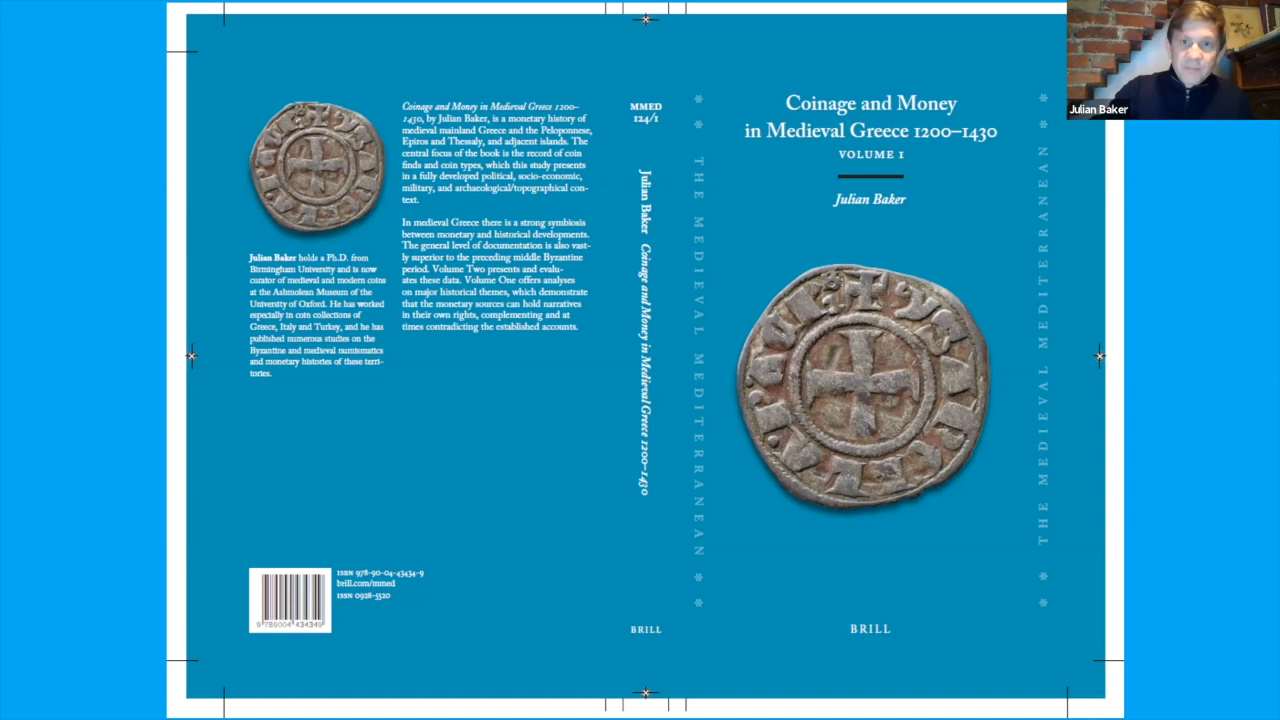 Coinage and Money in Medieval Greece 1200–
1430, by Julian Baker, is a monetary history of
medieval mainland Greece and the Peloponnese,
Epiros and Thessaly, and adjacent islands. The
central focus of the book is the record of coin
finds and coin types, which this study presents
in a fully developed political, socio-economic,
military, and archaeological/topographical con-
text.
In medieval Greece there is a strong symbiosis
between monetary and historical developments.
The general level of documentation is also vast-
ly superior to the preceding middle Byzantine
period. Volume Two presents and evalu-
ates these data. Volume One offers analyses
on major historical themes, which demonstrate
that the monetary sources can hold narratives
in their own rights, complementing and at
times contradicting the established accounts.
Julian Baker holds a Ph.D. from
Birmingham University and is now
curator of medieval and modern coins
at the Ashmolean Museum of the
University of Oxford. He has worked
especially in coin collections of
Greece, Italy and Turkey, and he has
published numerous studies on the
Byzantine and medieval numismatics
and monetary histories of these terri-
tories.
ISBN 978-90-04-43434-9
brill.com/mmed
ISSN 0928-5520
9 789004 434349
MMED
124/1
Julian Baker Coinage and Money in Medieval Greece 1200–1430
BRILL
THE MEDIEVAL MEDITERRANEAN
Coinage and Money
in Medieval Greece 1200–1430
VOLUME 1
Julian Baker
BRILL
THE MEDIEVAL MEDITERRANEAN
Julian Baker